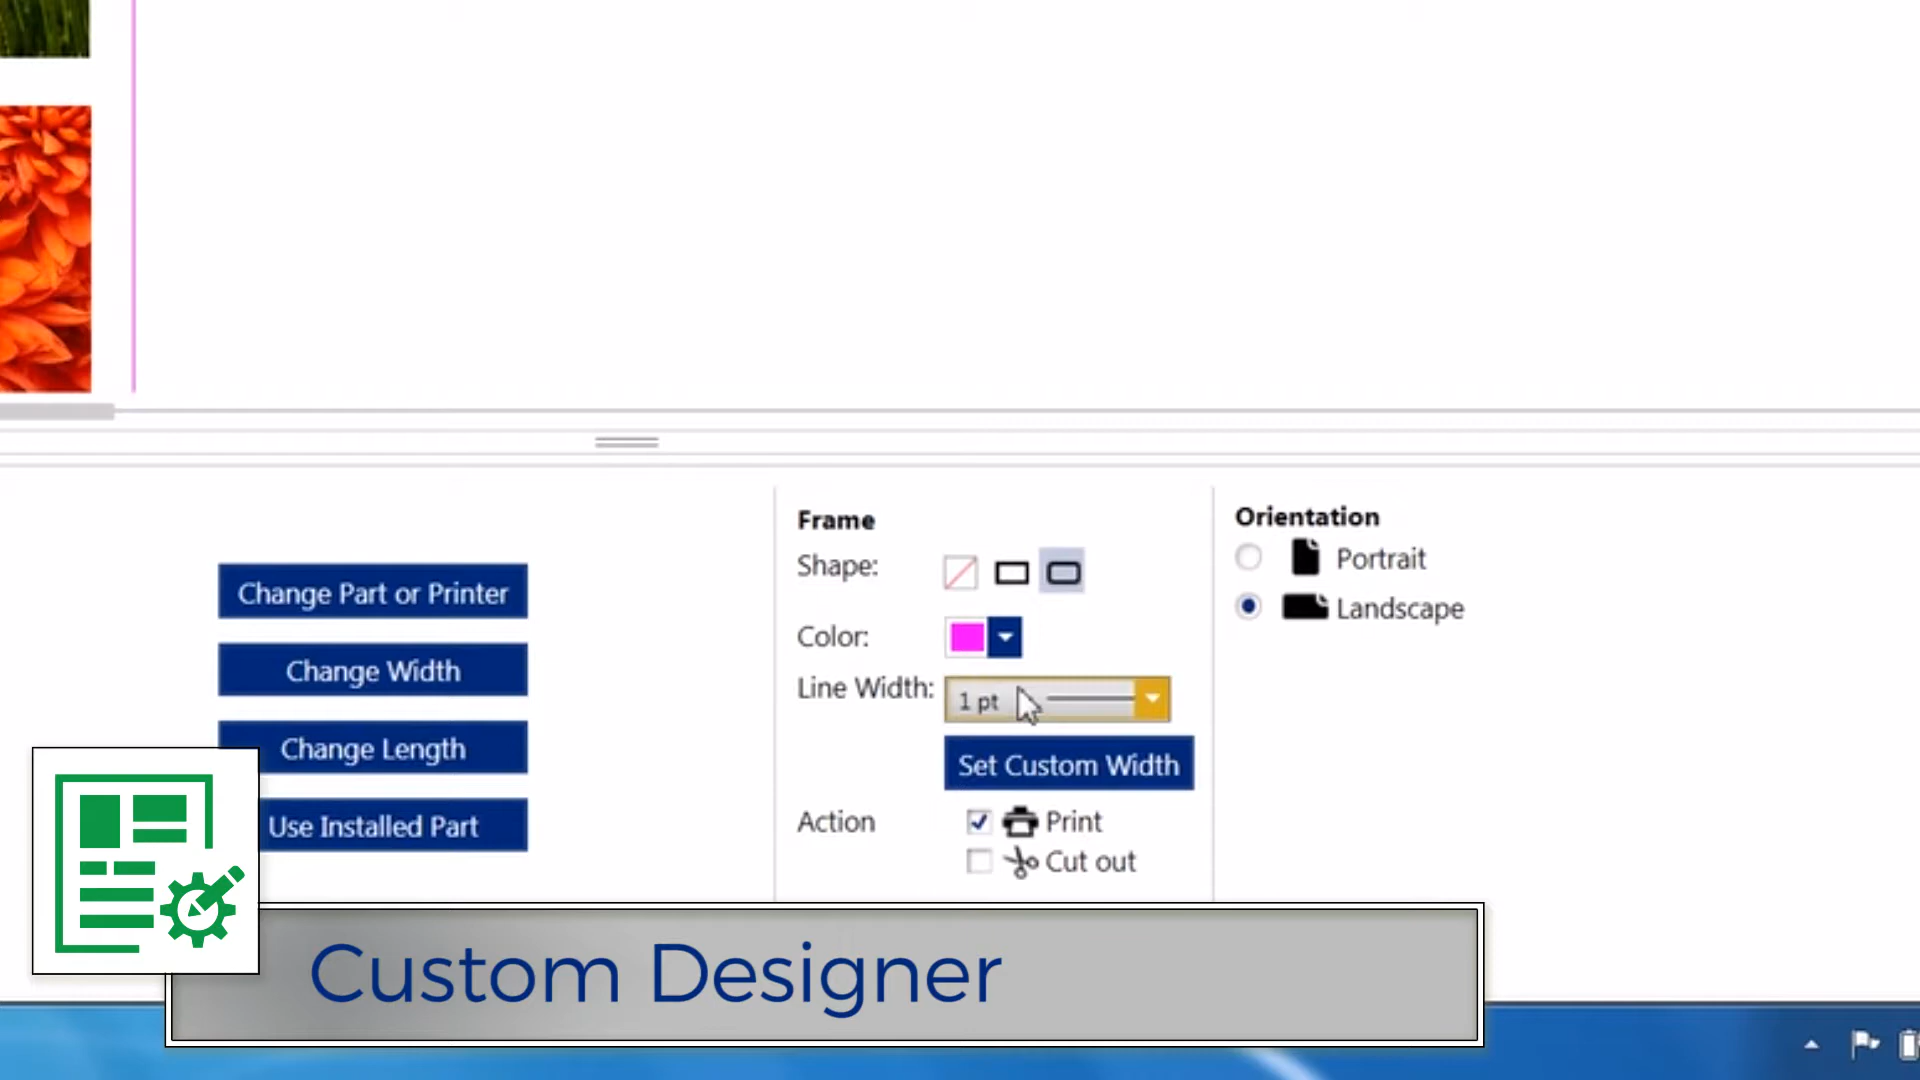 Change Part or Printer
Change Width
Change Length
Use Installed Part
Frame
Shape:
Color:
Line Width:
1 pt
Set Custom Width
Action
Print
Cut out
Orientation
Portrait
Landscape
Custom Designer